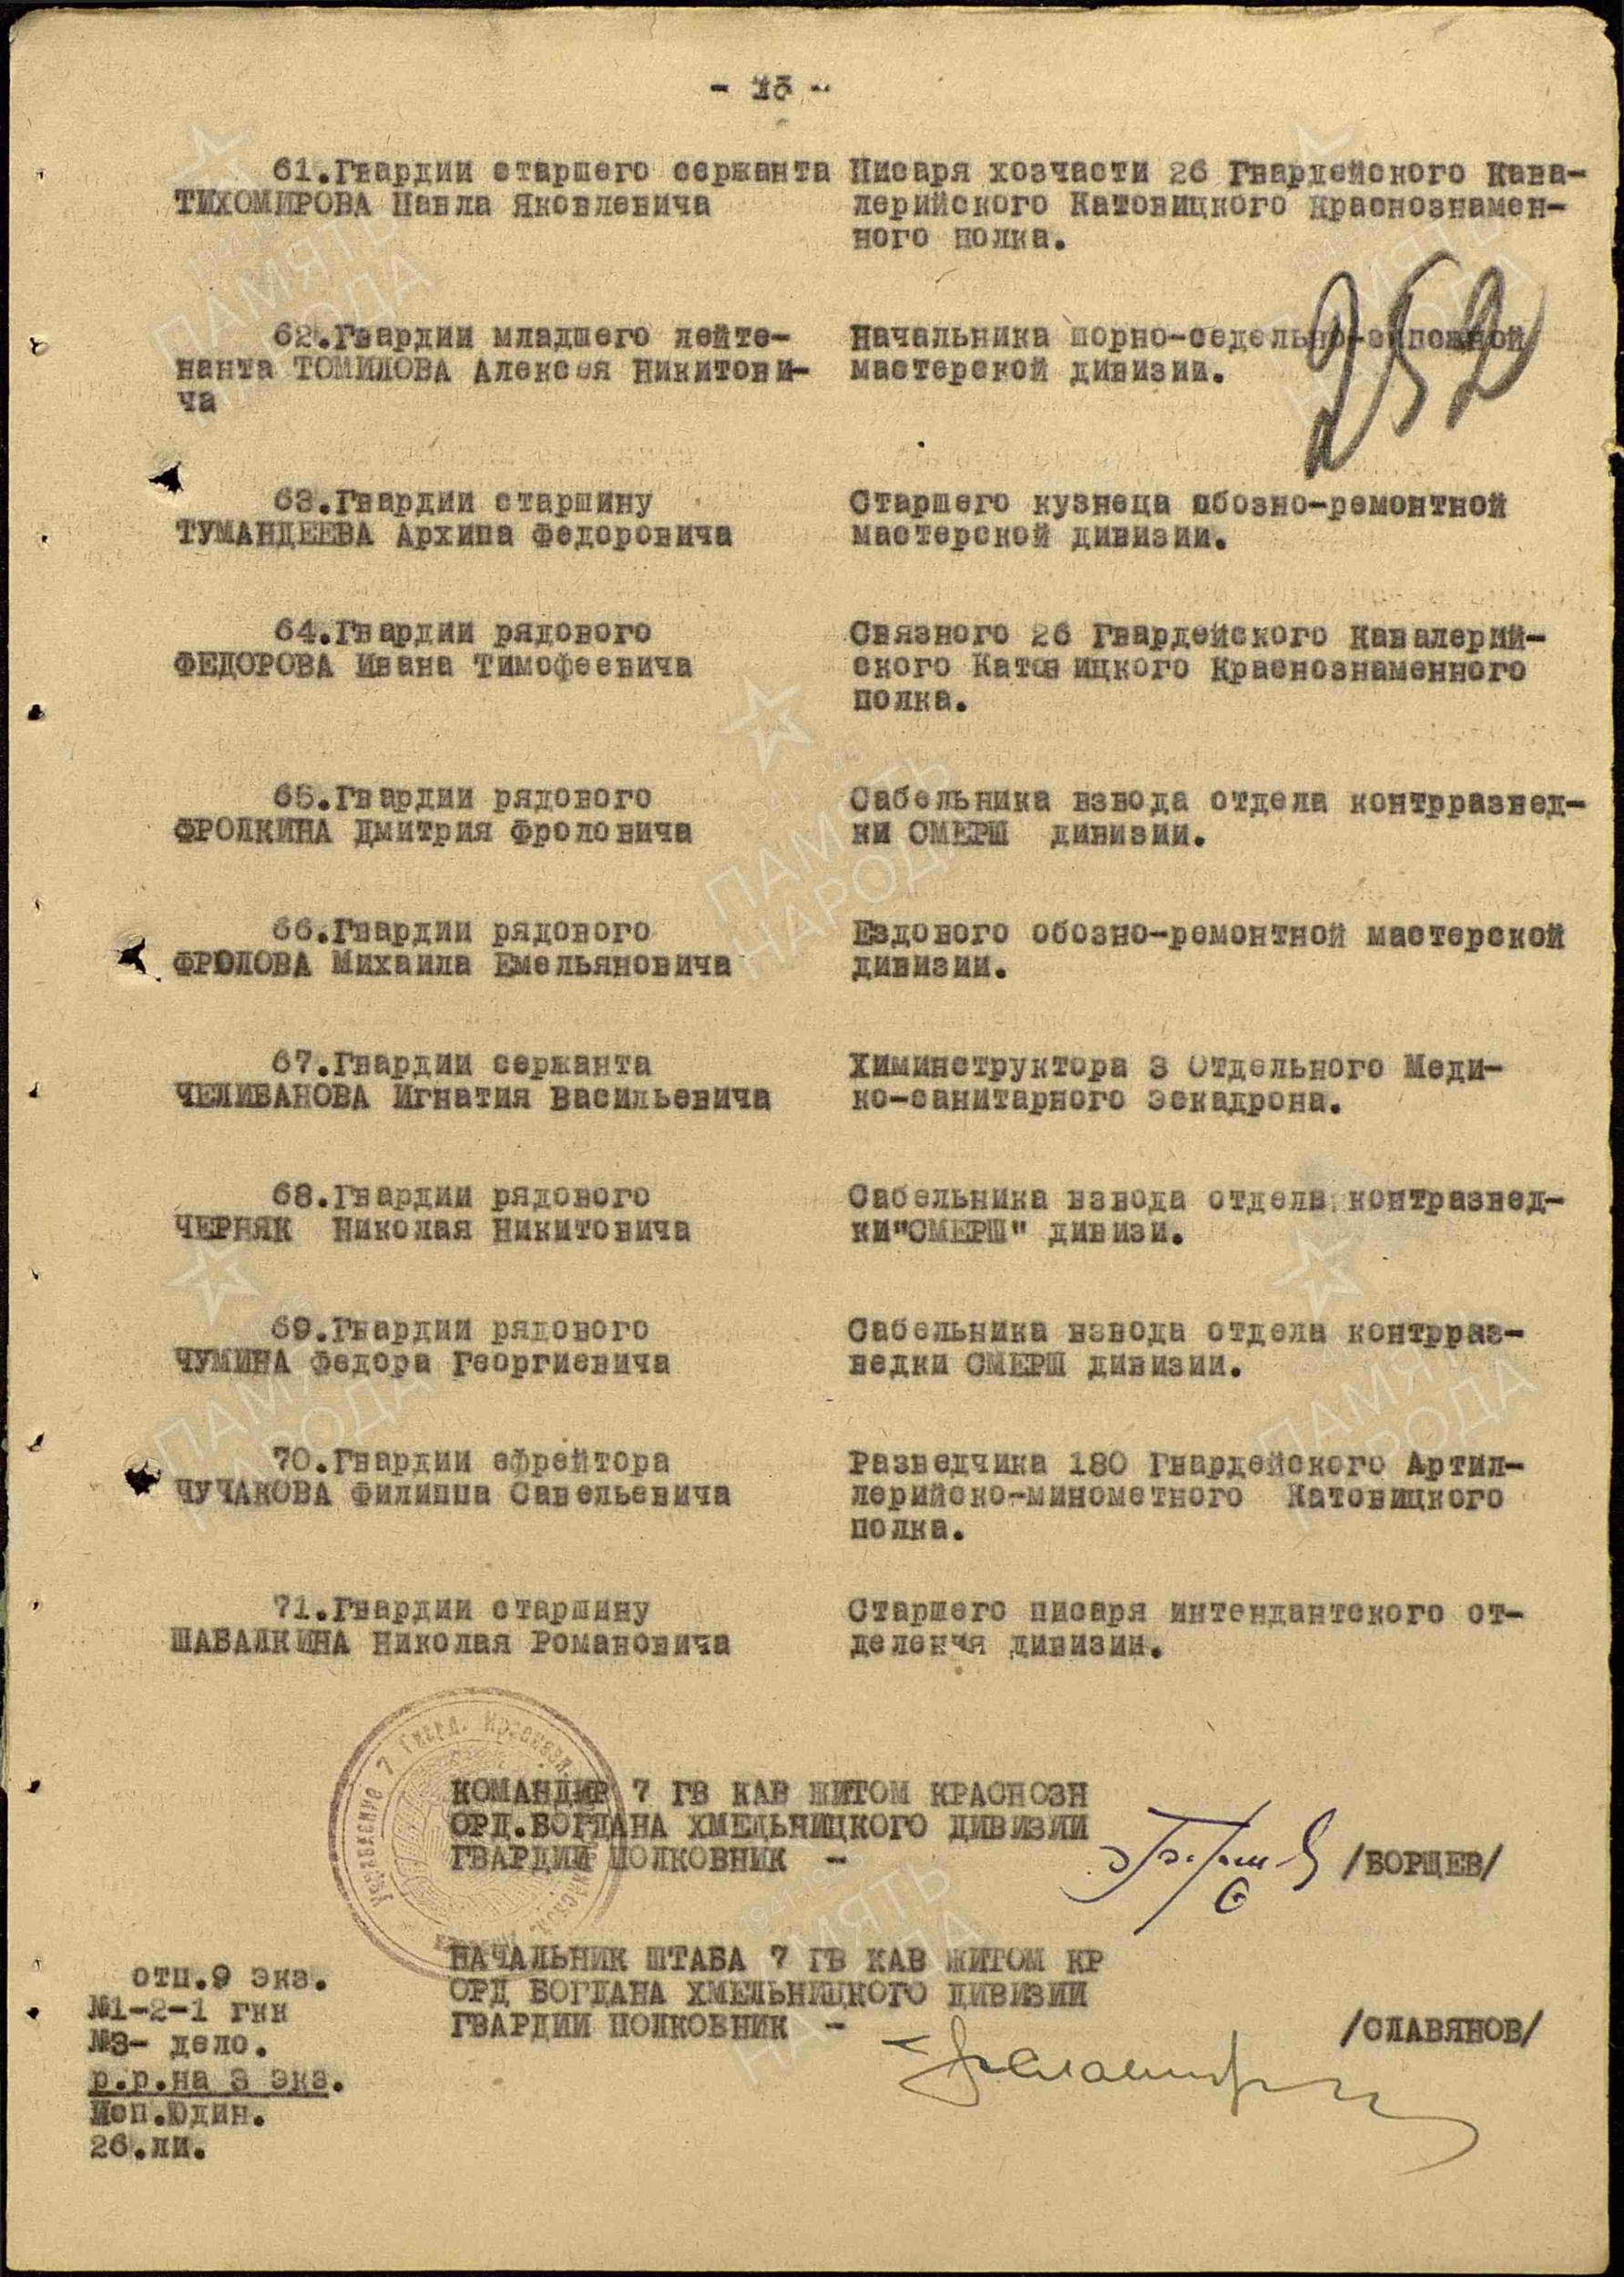 - 15 -
61.Гвардии старшего сержанта Писаря хозчасти 26 Гвардейского Кава-
ТИХОМИРОВА Павла Яковлевича лерийского Катовицкого Краснознамен-
ного полка.
252
62.Гвардии младшего лейте- Начальника шорно-седельно-сапожной
нанта ТОМИЛОВА Алексея Никитови- мастерской дивизии.
ча
63.Гвардии старшину Старшего кузнеца обозно-ремонтной
ТУМАНДЕЕВА Архипа Федоровича мастерской дивизии.
64.Гвардии рядового Связного 26 Гвардейского Кавалерий-
ФЕДОРОВА Ивана Тимофеевича ского Катовицкого Краснознаменного
полка.
65.Гвардии рядового Сабельника взвода отдела контрразвед-
ФРОЛКИНА Дмитрия Фроловича ки СМЕРШ дивизии.
66.Гвардии рядового Ездового обозно-ремонтной мастерской
ФРОЛОВА Михаила Емельяновича дивизии.
67.Гвардии сержанта Химинструктора 3 Отдельного Меди-
ЧЕЛИВАНОВА Игнатия Васильевича ко-санитарного эскадрона.
68.Гвардии рядового Сабельника взвода отдела контразвед-
ЧЕРНЯК Николая Никитовича ки"СМЕРШ" дивизи.
69.Гвардии рядового Сабельника взвода отдела контрраз-
ЧУМИНА Федора Георгиевича ведки СМЕРШ дивизии.
70.Гвардии ефрейтора Разведчика 180 Гвардейского Артил-
ЧУЧАКОВА Филиппа Савельевича лерийско-минометного Катовицкого
полка.
71.Гвардии старшину Старшего писаря интендантского от-
ШАБАЛКИНА Николая Романовича деления дивизии.
КОМАНДИР 7 ГВ КАВ ЖИТОМ КРАСНОЗН
ОРД.БОГДАНА ХМЕЛЬНИЦКОГО ДИВИЗИИ
ГВАРДИИ ПОЛКОВНИК - /БОРЩЕВ/
НАЧАЛЬНИК ШТАБА 7 ГВ КАВ ЖИТОМ КР
ОРД БОГДАНА ХМЕЛЬНИЦКОГО ДИВИЗИИ
ГВАРДИИ ПОЛКОВНИК - /СЛАВЯНОВ/
отп.9 экз.
№1-2-1 гкк
№3- дело.
р.р.на 3 экз.
Исп.Юдин.
26.ли.
ПАМЯТЬ
НАРОДА